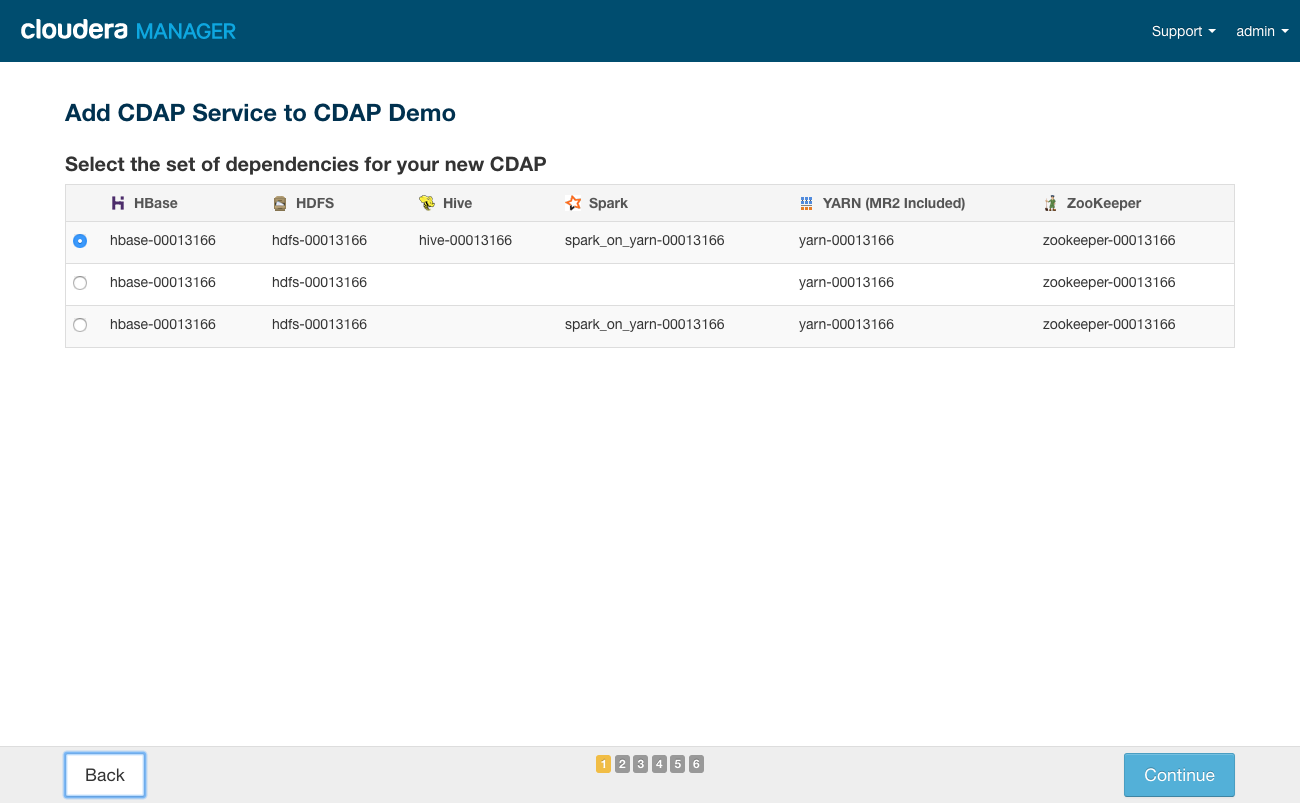 cloudera MANAGER Support admin
Add CDAP Service to CDAP Demo
Select the set of dependencies for your new CDAP
HBase HDFS Hive Spark YARN (MR2 Included) ZooKeeper
hbase-00013166 hdfs-00013166 hive-00013166 spark_on_yarn-00013166 yarn-00013166 zookeeper-00013166
hbase-00013166 hdfs-00013166 yarn-00013166 zookeeper-00013166
hbase-00013166 hdfs-00013166 spark_on_yarn-00013166 yarn-00013166 zookeeper-00013166
Back 1 2 3 4 5 6 Continue